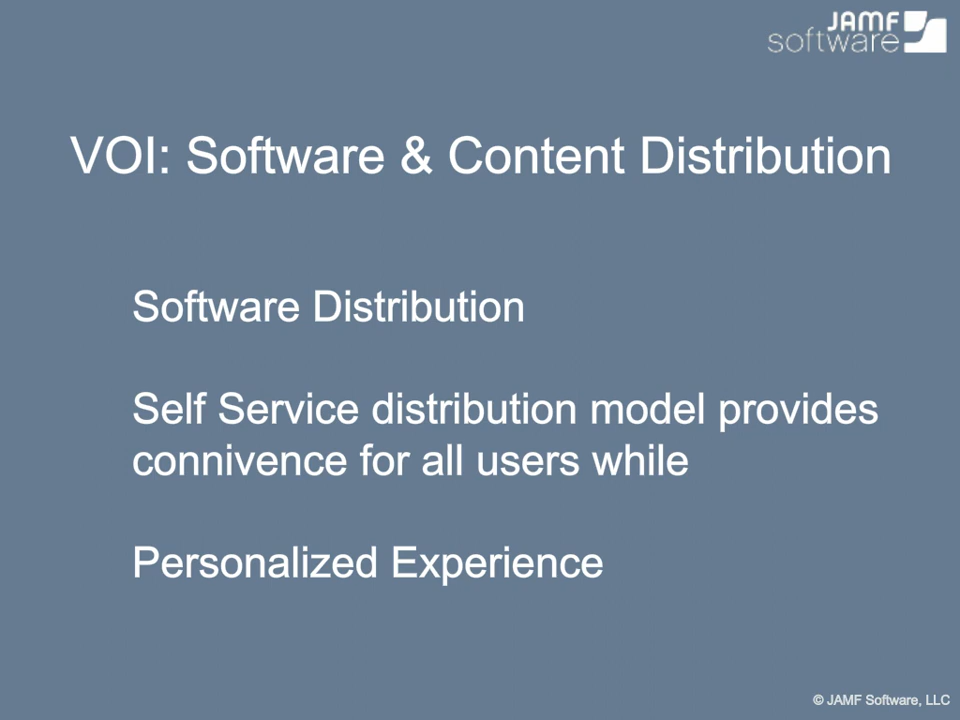 JAMF
software
VOI: Software & Content Distribution
Software Distribution
Self Service distribution model provides
connivence for all users while
Personalized Experience
© JAMF Software, LLC